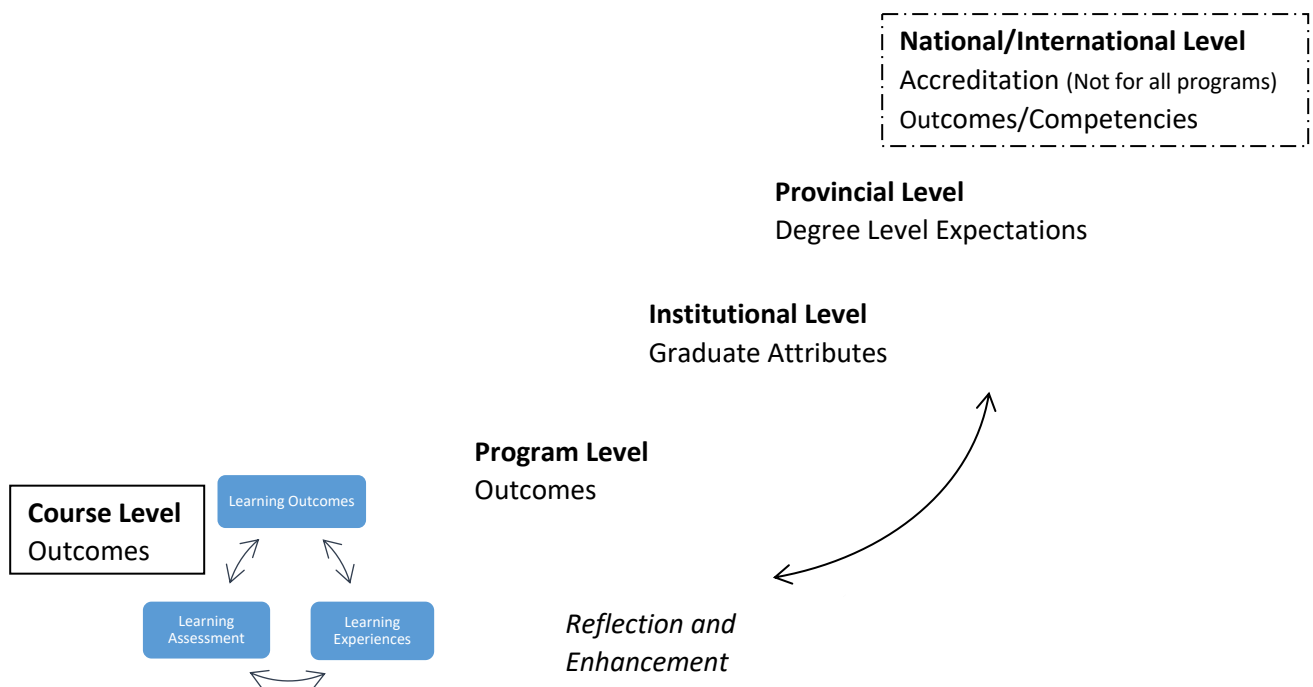 National/International Level
Accreditation (Not for all programs)
Outcomes/Competencies
Provincial Level
Degree Level Expectations
Institutional Level
Graduate Attributes
Program Level
Outcomes
Course Level
Outcomes
Learning Outcomes
Learning
Assessment
Learning
Experiences
Reflection and
Enhancement